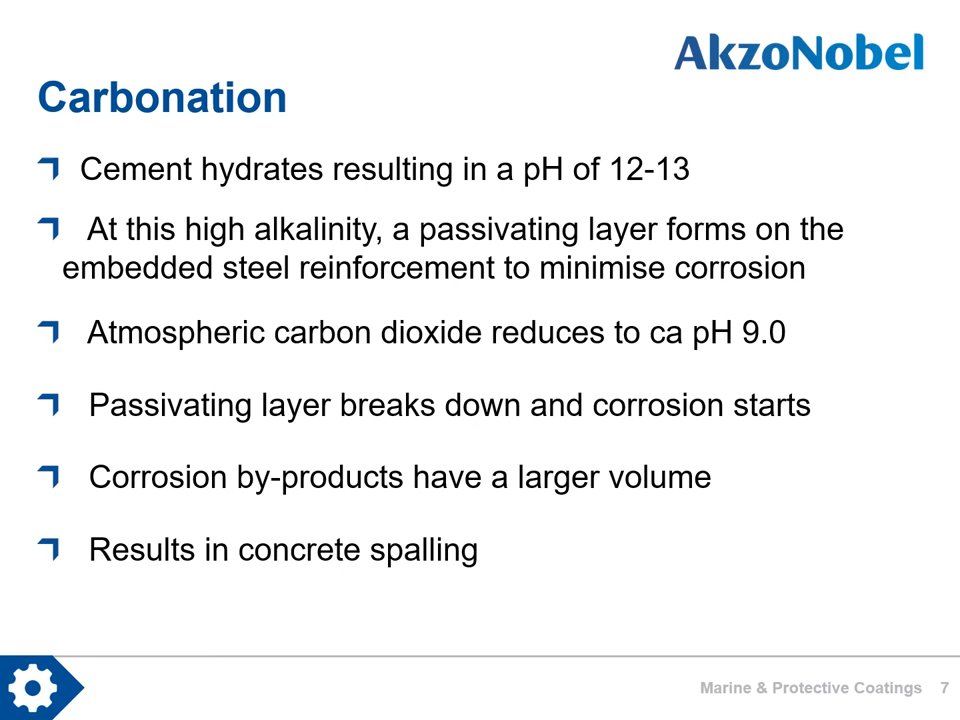 AkzoNobel
Carbonation
Cement hydrates resulting in a pH of 12-13
At this high alkalinity, a passivating layer forms on the
embedded steel reinforcement to minimise corrosion
Atmospheric carbon dioxide reduces to ca pH 9.0
Passivating layer breaks down and corrosion starts
Corrosion by-products have a larger volume
Results in concrete spalling
Marine & Protective Coatings 7